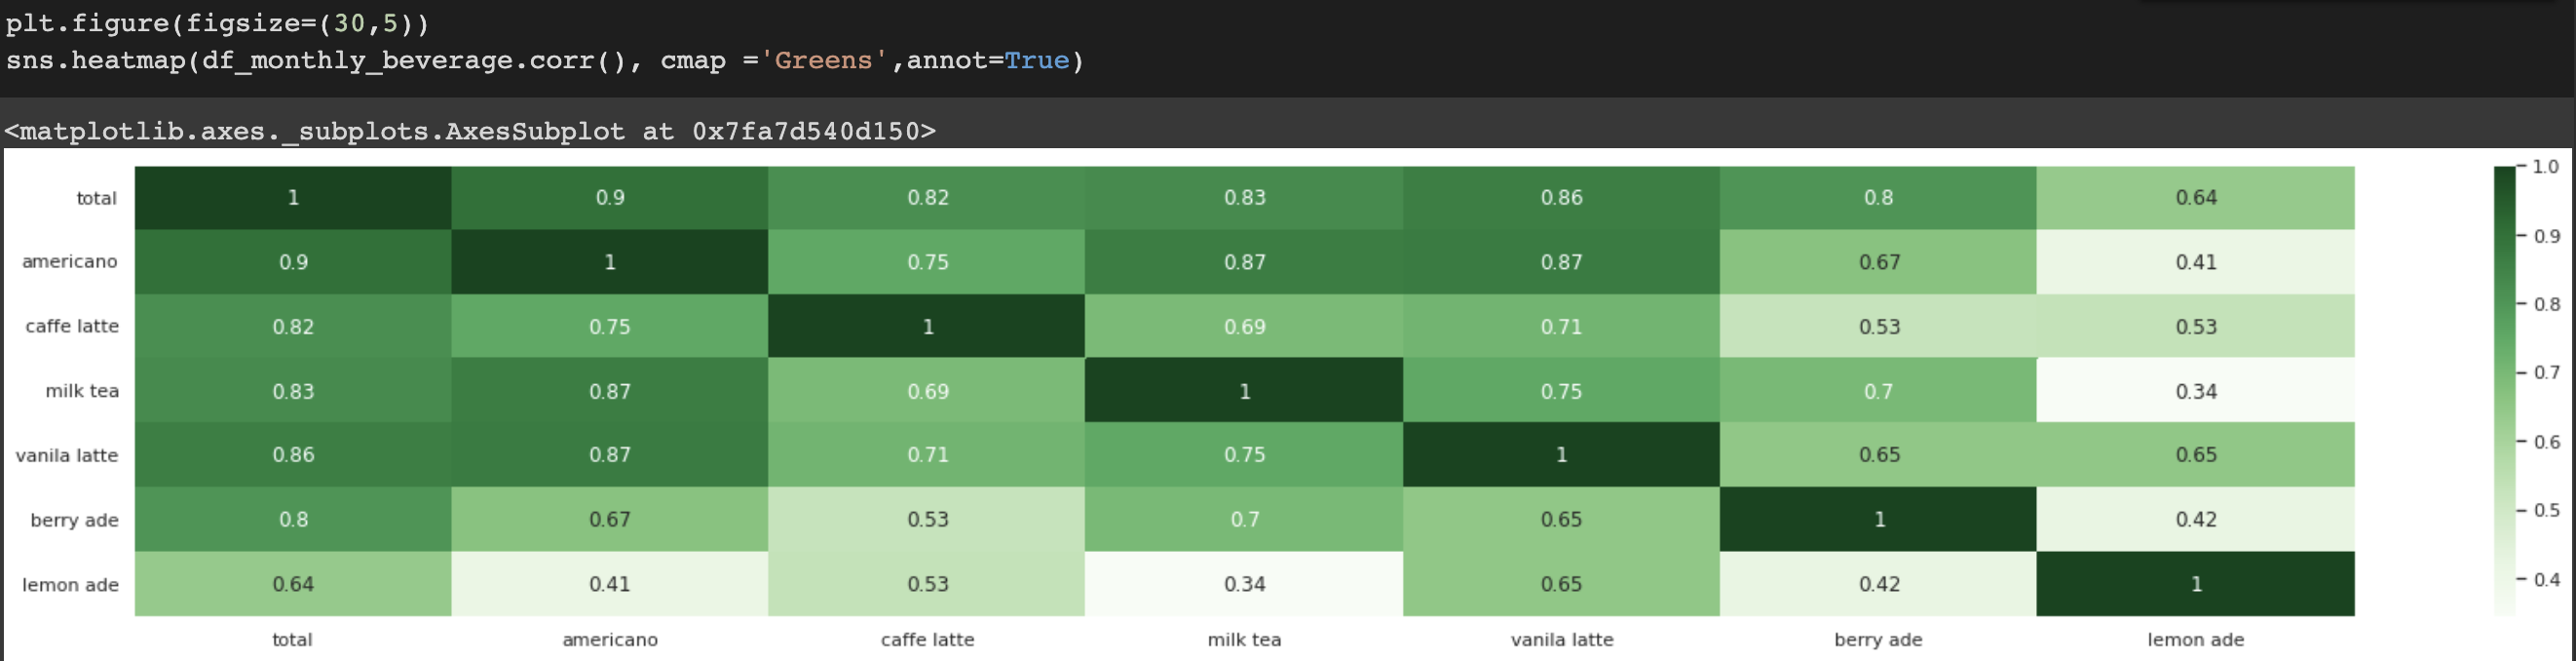 plt.figure(figsize=(30,5))
sns.heatmap(df_monthly_beverage.corr(), cmap ='Greens',annot=True)
<matplotlib.axes._subplots.AxesSubplot at 0x7fa7d540d150>
total 1 0.9 0.82 0.83 0.86 0.8 0.64
americano 0.9 1 0.75 0.87 0.87 0.67 0.41
caffe latte 0.82 0.75 1 0.69 0.71 0.53 0.53
milk tea 0.83 0.87 0.69 1 0.75 0.7 0.34
vanila latte 0.86 0.87 0.71 0.75 1 0.65 0.65
berry ade 0.8 0.67 0.53 0.7 0.65 1 0.42
lemon ade 0.64 0.41 0.53 0.34 0.65 0.42 1
total americano caffe latte milk tea vanila latte berry ade lemon ade
1.0
0.9
0.8
0.7
0.6
0.5
0.4